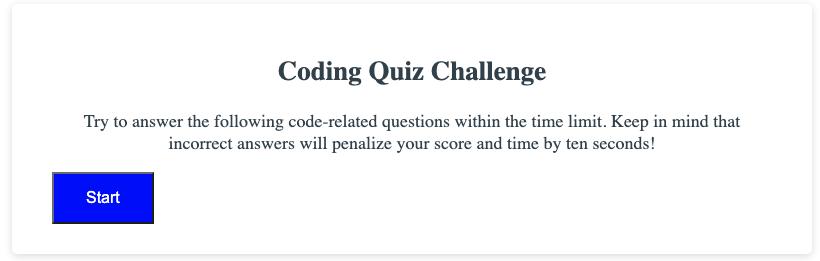 Coding Quiz Challenge
Try to answer the following code-related questions within the time limit. Keep in mind that
incorrect answers will penalize your score and time by ten seconds!
Start